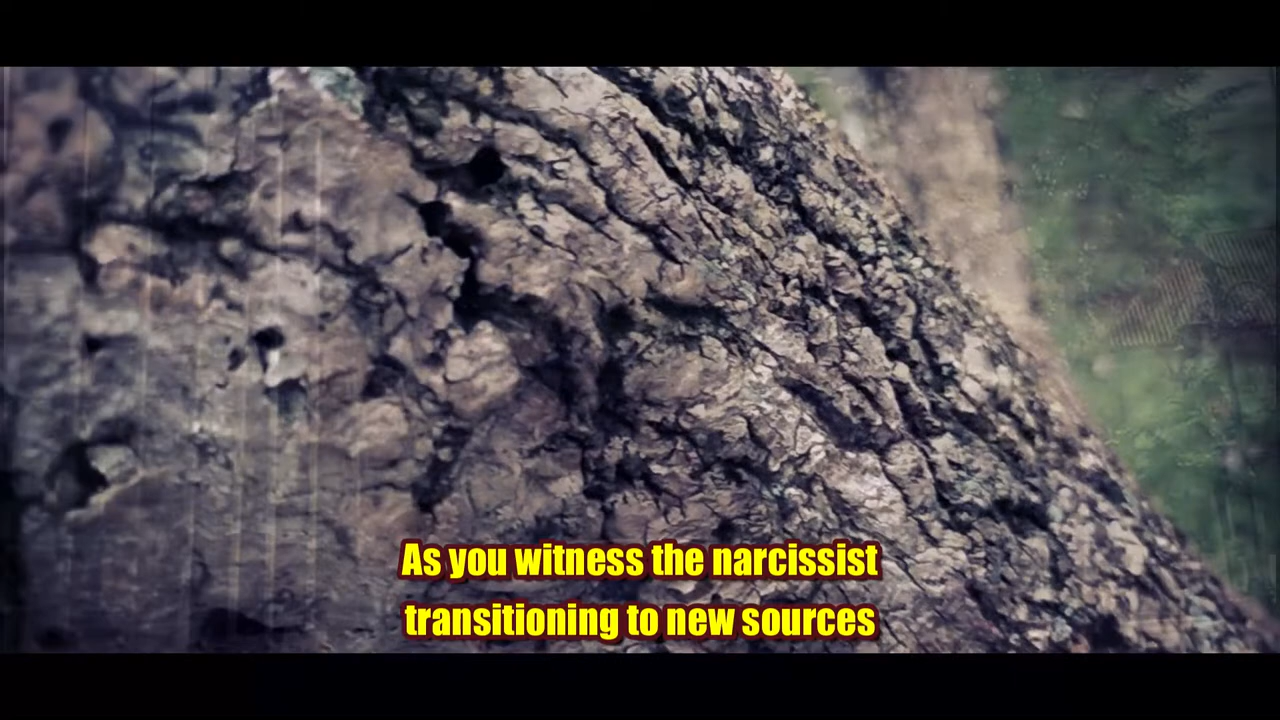 As you witness the narcissist
transitioning to new sources